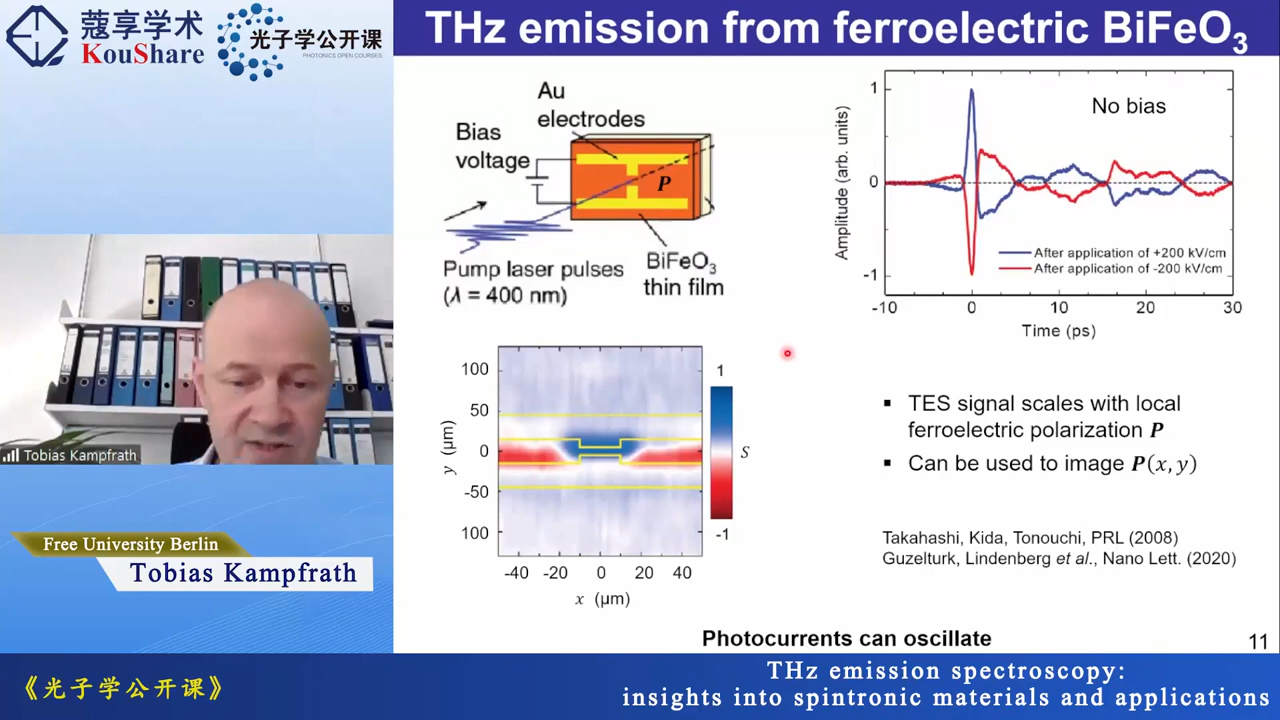 蔻享学术
KouShare
光子学公开课
PHOTONICS OPEN COURSES
THz emission from ferroelectric BiFeO₃
Au
electrodes
Bias
voltage
P
Pump laser pulses
(λ = 400 nm)
BiFeO₃
thin film
No bias
Amplitude (arb. units)
1
0
-1
After application of +200 kV/cm
After application of -200 kV/cm
-10 0 10 20 30
Time (ps)
100
50
0
-50
100
y (μm)
-40 -20 0 20 40
x (μm)
1
S
-1
▪ TES signal scales with local
ferroelectric polarization P
▪ Can be used to image P(x, y)
Takahashi, Kida, Tonouchi, PRL (2008)
Guzelturk, Lindenberg et al., Nano Lett. (2020)
Photocurrents can oscillate
11
Tobias Kampfrath
Free University Berlin
Tobias Kampfrath
《光子学公开课》
THz emission spectroscopy:
insights into spintronic materials and applications